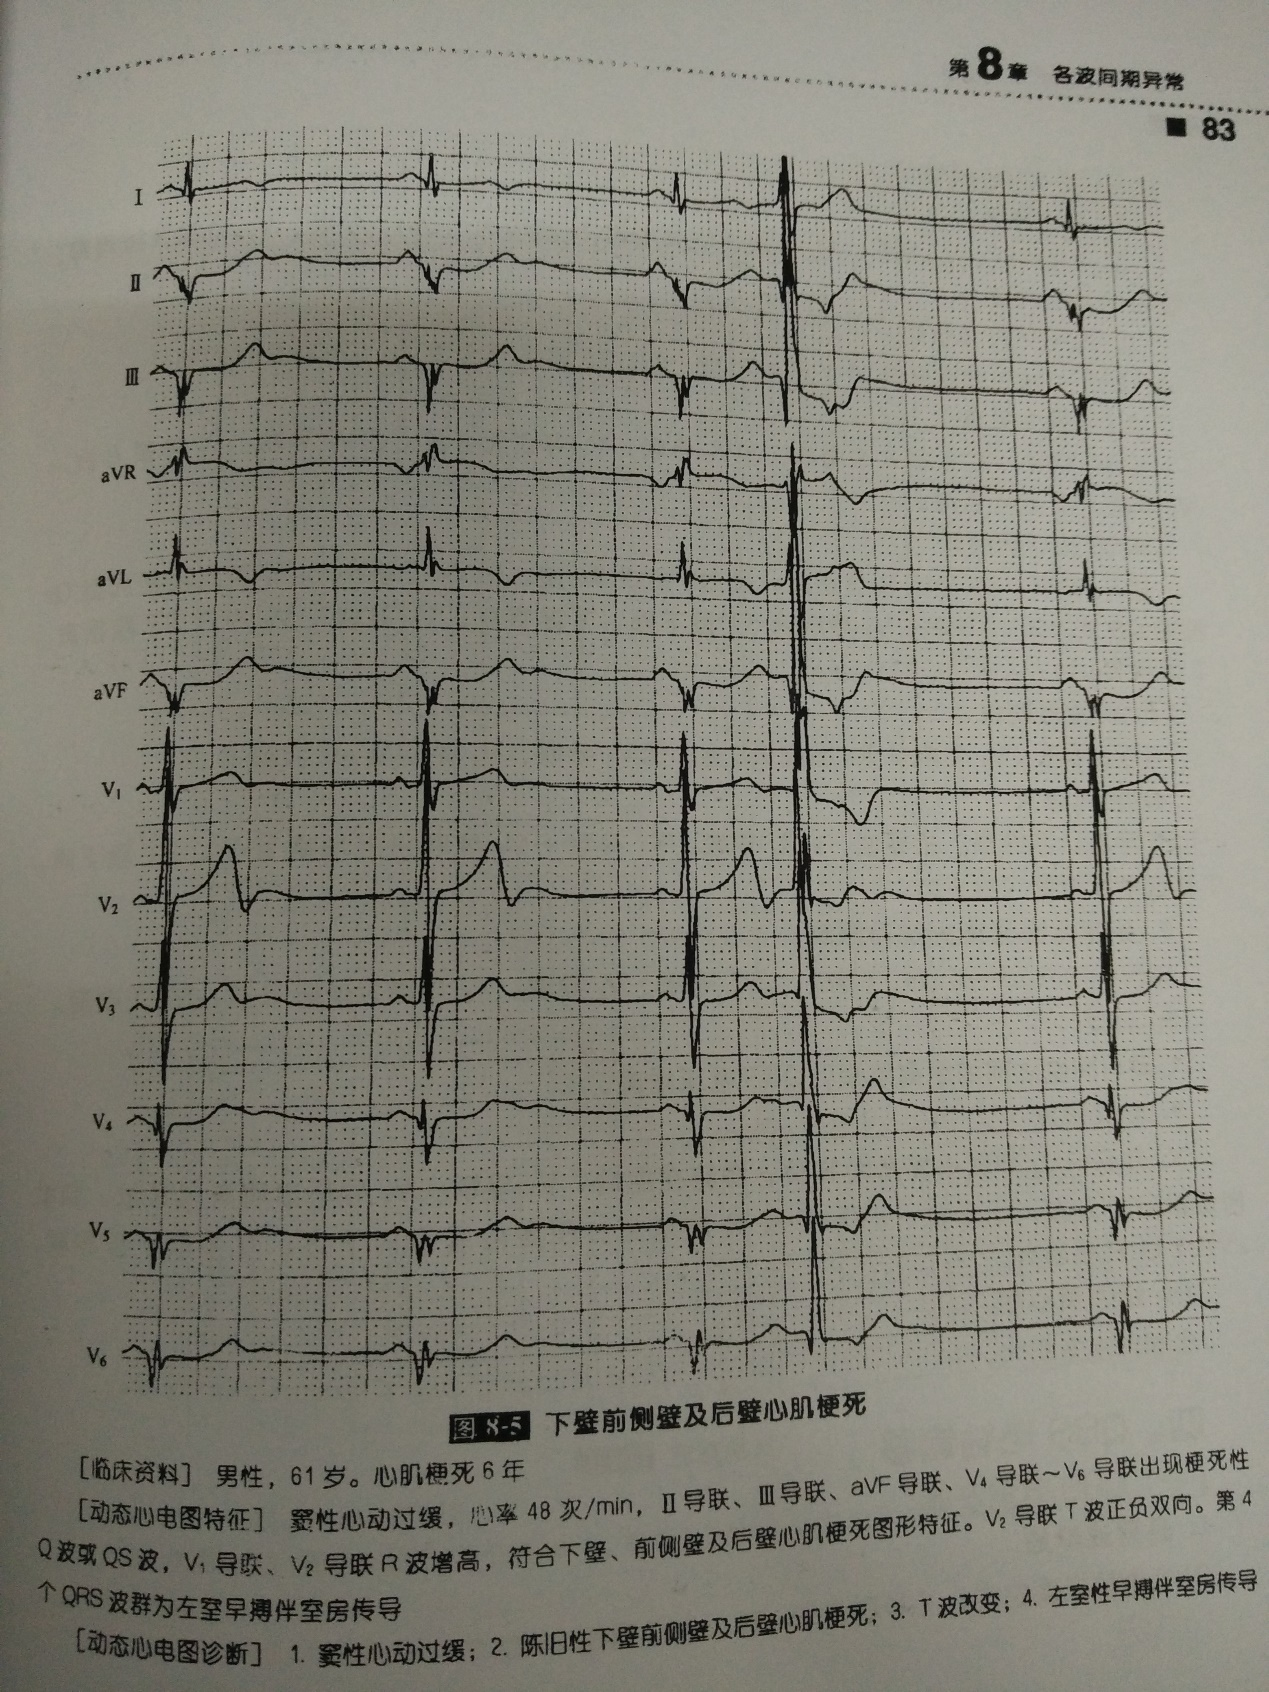 第8章 各波间期异常
■ 83
I
II
III
aVR
aVL
aVF
V₁
V₂
V₃
V₄
V₅
V₆
图 8-5 下壁前侧壁及后壁心肌梗死
[临床资料] 男性，61岁。心肌梗死6年
[动态心电图特征] 窦性心动过缓，心率48次/min，Ⅱ导联、Ⅲ导联、aVF导联、V₄导联～V₆导联出现梗死性
Q波或QS波，V₁导联、V₂导联R波增高，符合下壁、前侧壁及后壁心肌梗死图形特征。V₂导联T波正负双向。第4
个QRS波群为左室早搏伴室房传导
[动态心电图诊断] 1. 窦性心动过缓；2. 陈旧性下壁前侧壁及后壁心肌梗死；3. T波改变；4. 左室性早搏伴室房传导